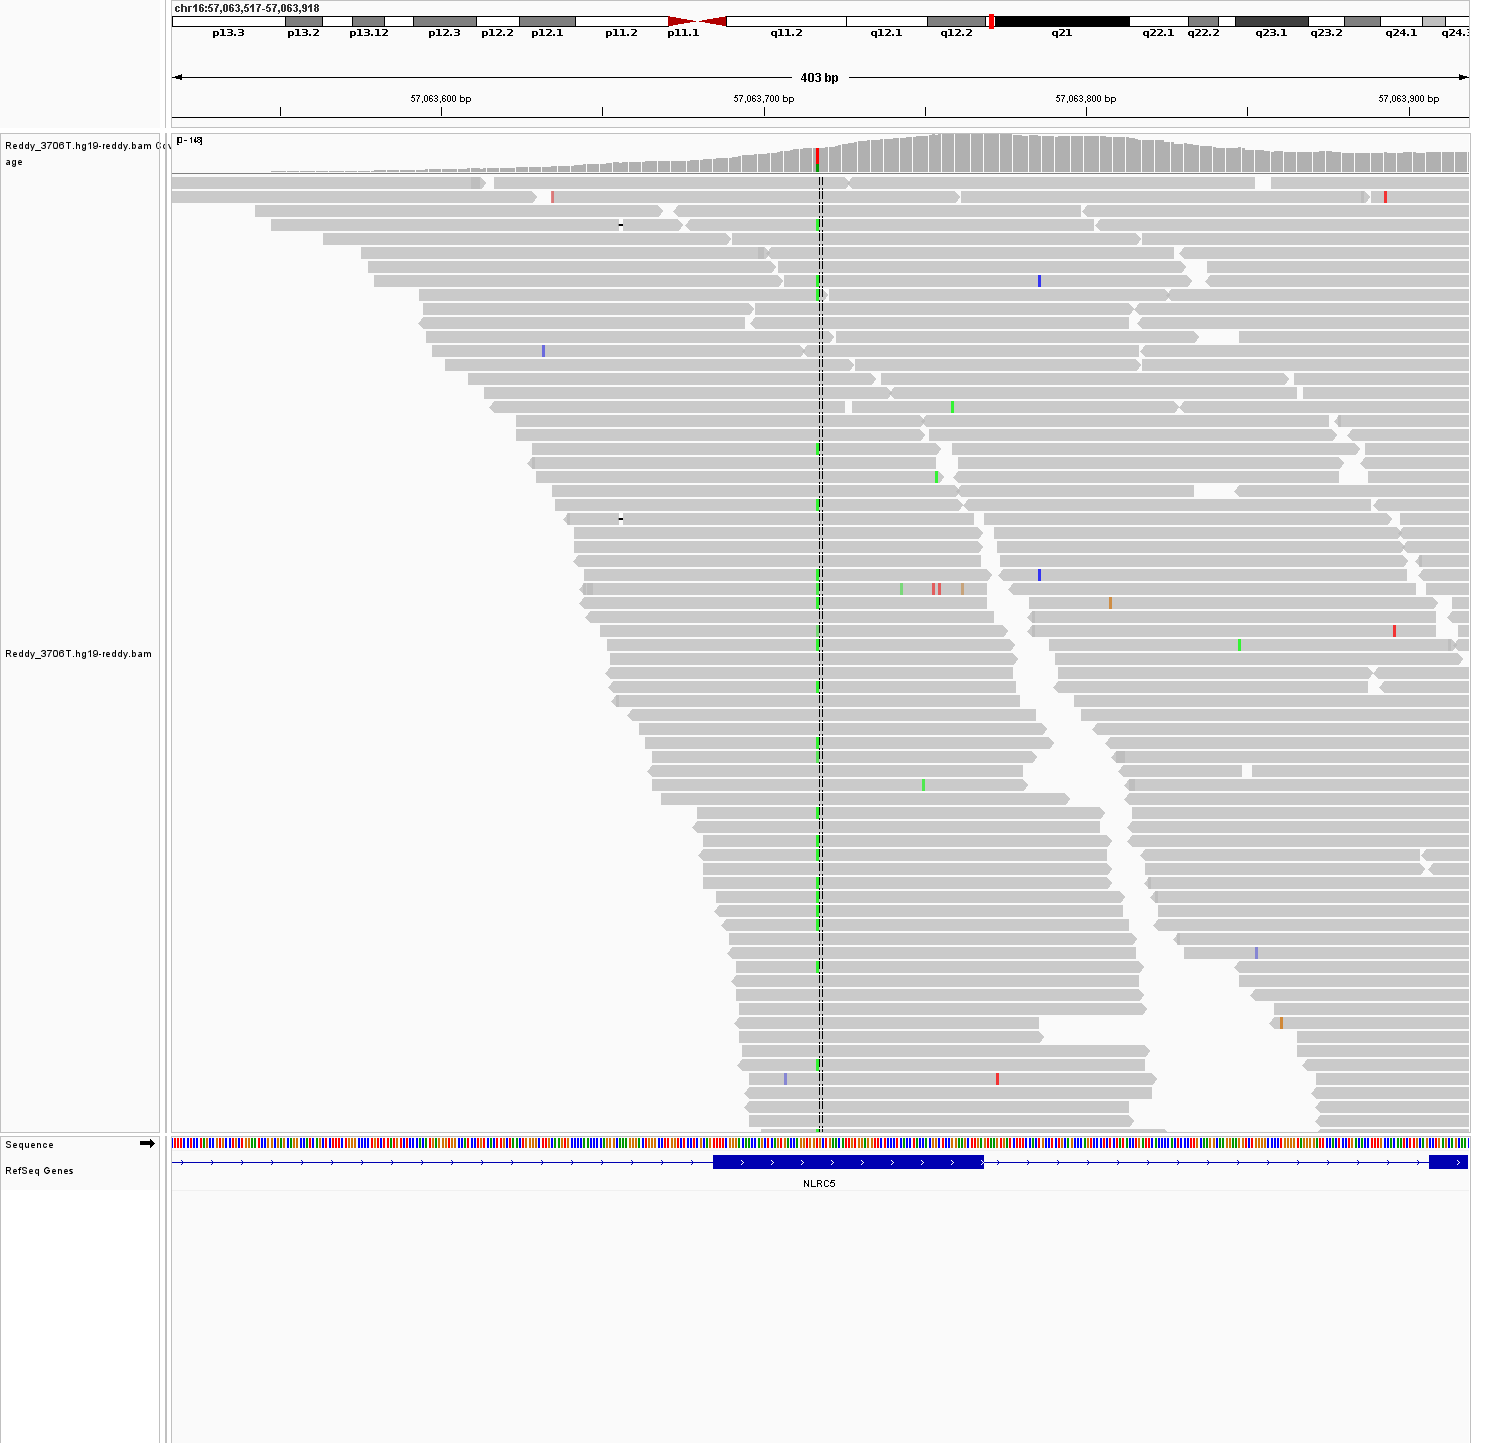 chr16:57,063,517-57,063,918
p13.3 p13.2 p13.12 p12.3 p12.2 p12.1 p11.2 p11.1 q11.2 q12.1 q12.2 q21 q22.1 q22.2 q23.1 q23.2 q24.1 q24.3
403 bp
57,063,600 bp 57,063,700 bp 57,063,800 bp 57,063,900 bp
Reddy_3706T.hg19-reddy.bam Cov
age
[0 - 148]
Reddy_3706T.hg19-reddy.bam
Sequence
RefSeq Genes
NLRC5